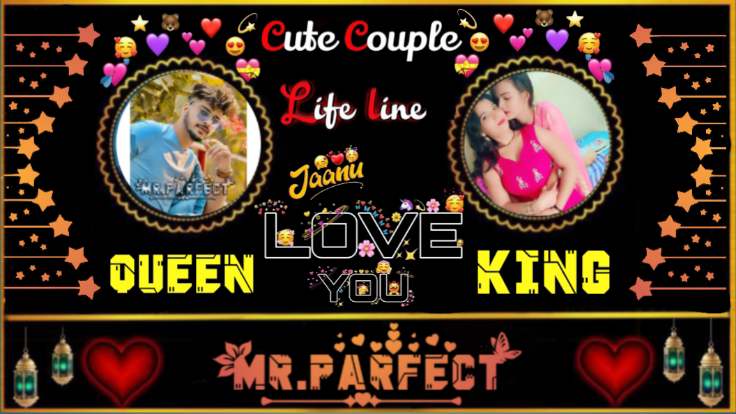 Cute Couple
Life line
Jaanu
MR.PARFECT
LOVE
YOU
QUEEN
KING
MR.PARFECT